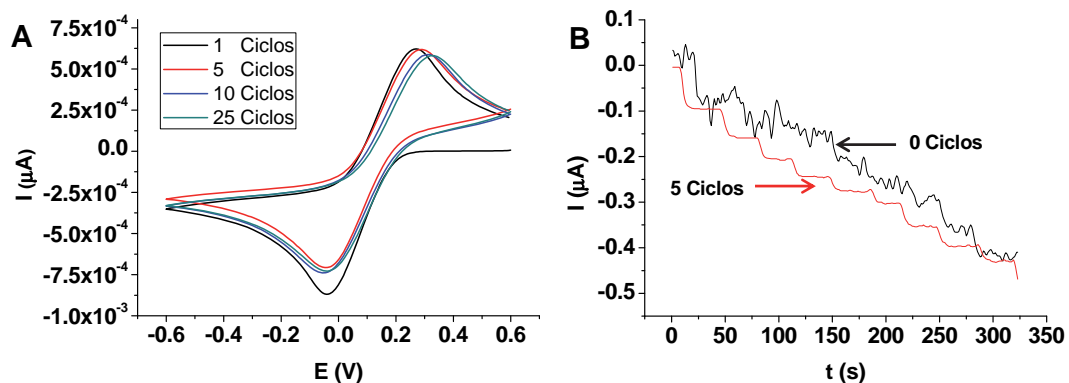 A
1 Ciclos
5 Ciclos
10 Ciclos
25 Ciclos
I (µA)
7.5x10⁻⁴
5.0x10⁻⁴
2.5x10⁻⁴
0.0
-2.5x10⁻⁴
-5.0x10⁻⁴
-7.5x10⁻⁴
-1.0x10⁻³
-0.6 -0.4 -0.2 0.0 0.2 0.4 0.6
E (V)
B
I (µA)
0.1
0.0
-0.1
-0.2
-0.3
-0.4
-0.5
0 Ciclos
5 Ciclos
0 50 100 150 200 250 300 350
t (s)